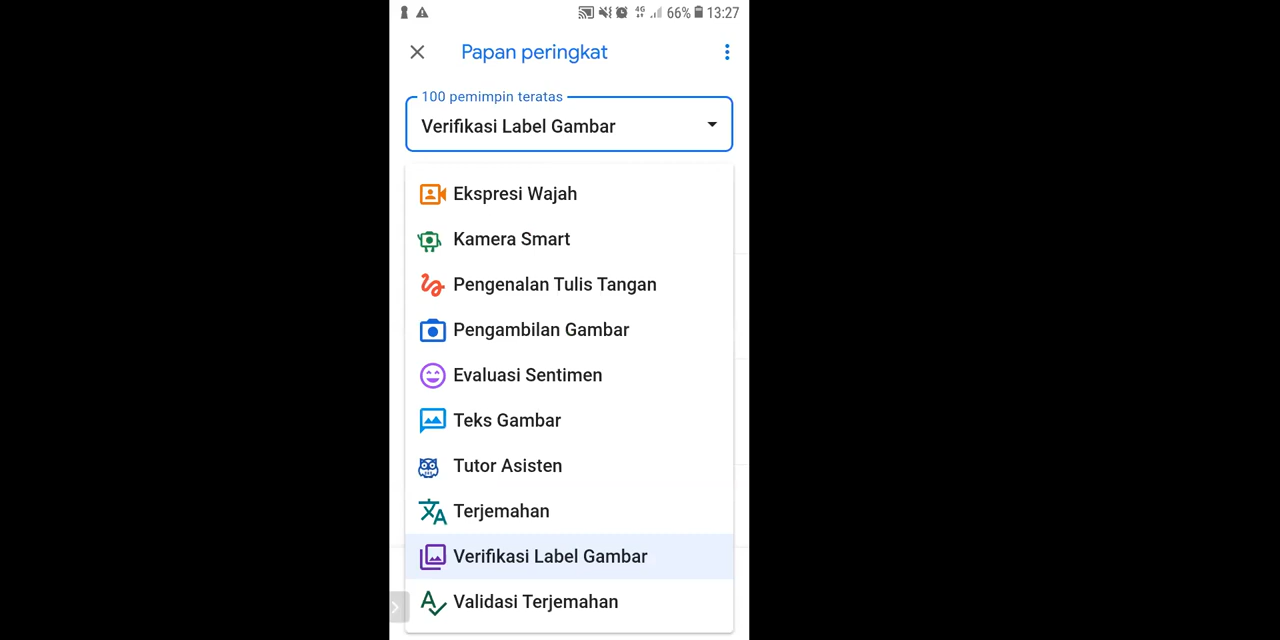 4G 66% 13:27
Papan peringkat
100 pemimpin teratas
Verifikasi Label Gambar
Ekspresi Wajah
Kamera Smart
Pengenalan Tulis Tangan
Pengambilan Gambar
Evaluasi Sentimen
Teks Gambar
Tutor Asisten
Terjemahan
Verifikasi Label Gambar
Validasi Terjemahan